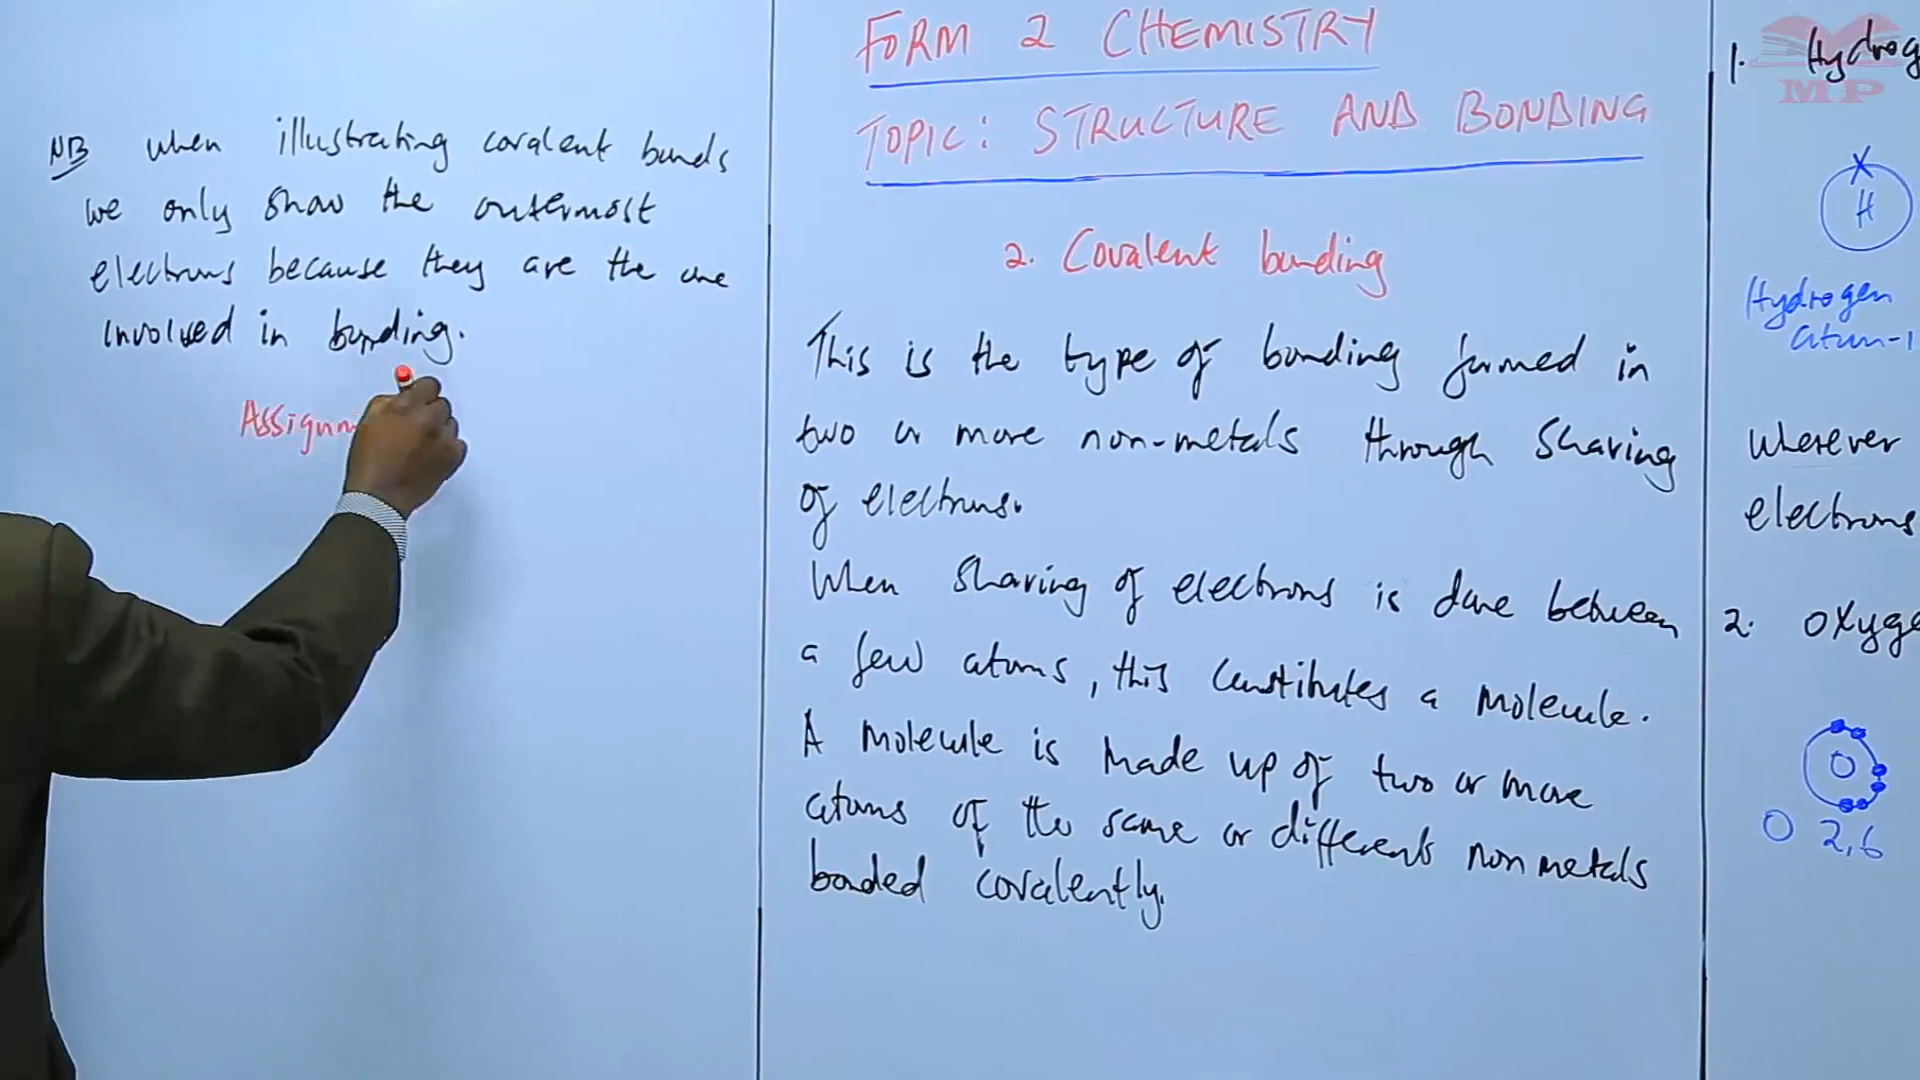 NB When illustrating covalent bonds
we only show the outermost
electrons because they are the one
involved in bonding.
Assignm
FORM 2 CHEMISTRY
TOPIC: STRUCTURE AND BONDING
2. Covalent bonding
This is the type of bonding formed in
two or more non-metals through sharing
of electrons.
When sharing of electrons is done between
a few atoms, this constitutes a molecule.
A molecule is made up of two or more
atoms of the same or different non metals
bonded covalently.
1. Hydrog
MP
X
H
Hydrogen
atom-1
Wherever
electrons
2. Oxyge
O
O 2,6